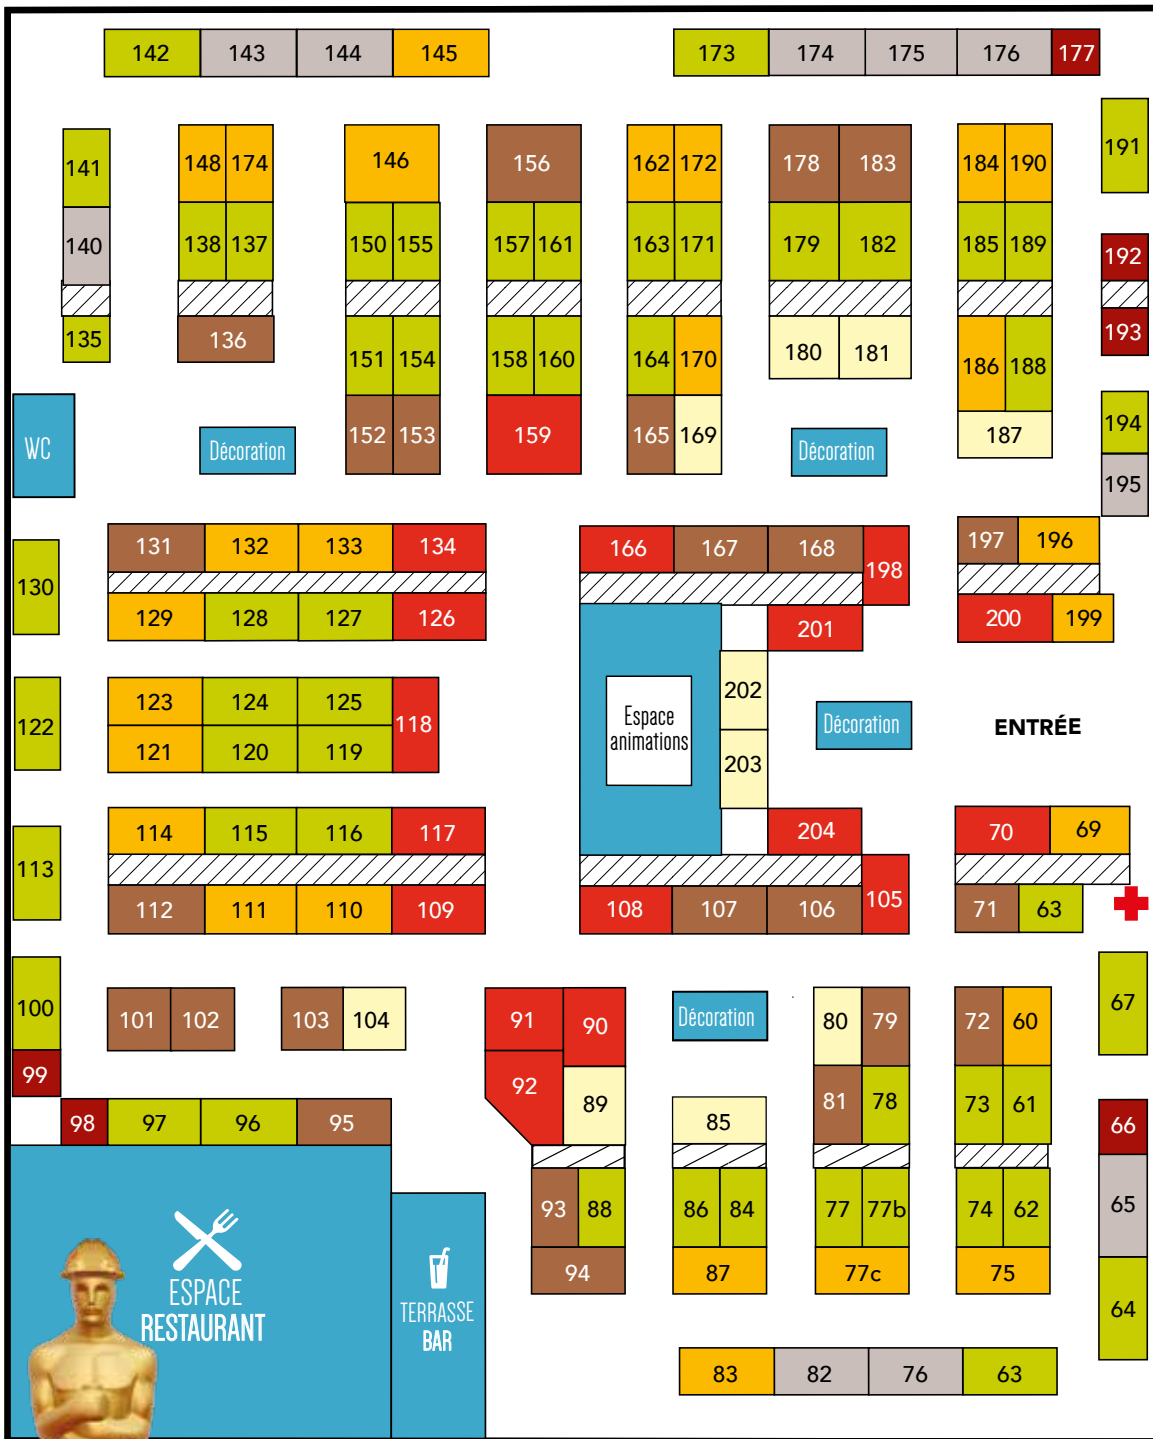 142 143 144 145
173 174 175 176 177
141 148 174 146 156 162 172 178 183 184 190 191
140 138 137 150 155 157 161 163 171 179 182 185 189 192
135 136 151 154 158 160 164 170 180 181 186 188 193
WC Décoration 152 153 159 165 169 Décoration 187 194
195
131 132 133 134 166 167 168 198 197 196
130 129 128 127 126 201 200 199
122 123 124 125 118 202
Espace
animations
Décoration ENTRÉE
121 120 119 203
113 114 115 116 117 204 70 69
112 111 110 109 108 107 106 105 71 63
100 101 102 103 104 91 90 Décoration 80 79 72 60 67
99 92 89 81 78 73 61
98 97 96 95 85 66
93 88 86 84 77 77b 74 62 65
94 87 77c 75
ESPACE
RESTAURANT
TERRASSE
BAR
64
83 82 76 63